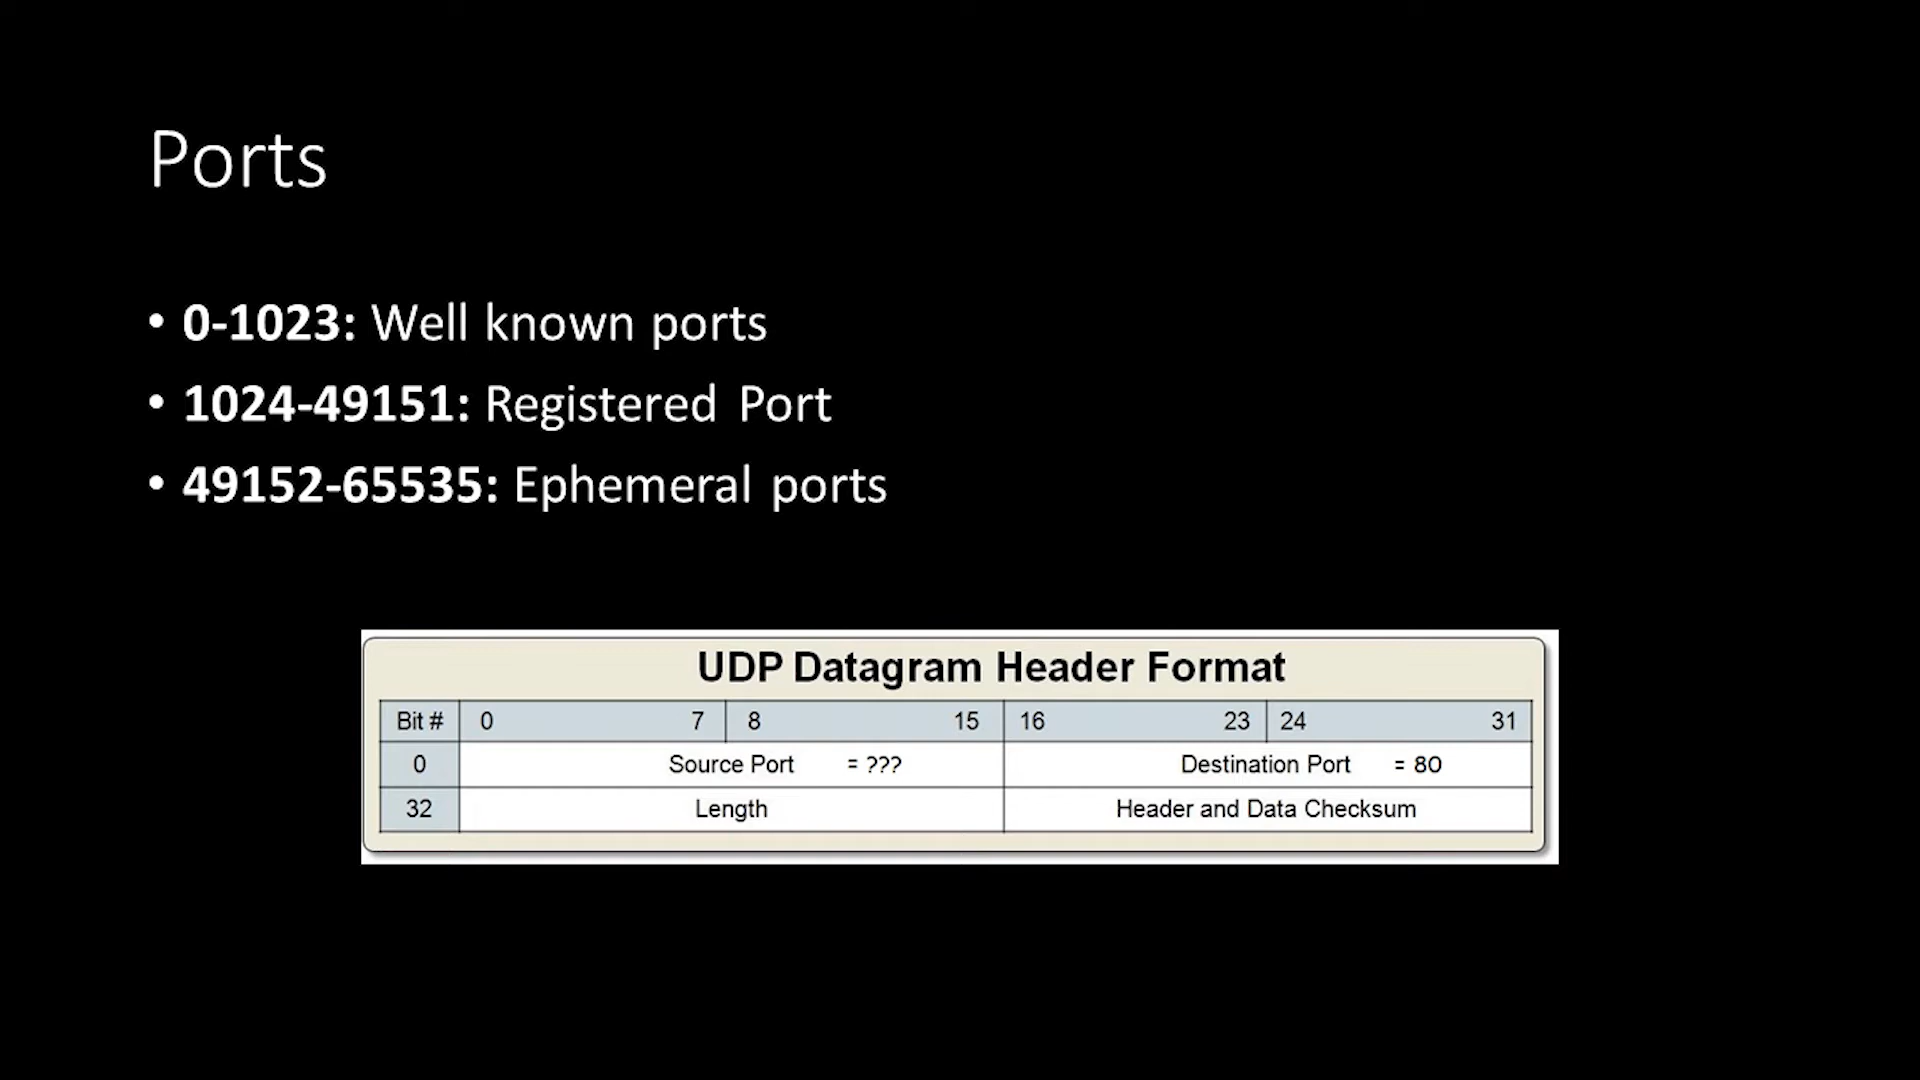 Ports
• 0-1023: Well known ports
• 1024-49151: Registered Port
• 49152-65535: Ephemeral ports
UDP Datagram Header Format
Bit # 0 7 8 15 16 23 24 31
0 Source Port = ??? Destination Port = 80
32 Length Header and Data Checksum